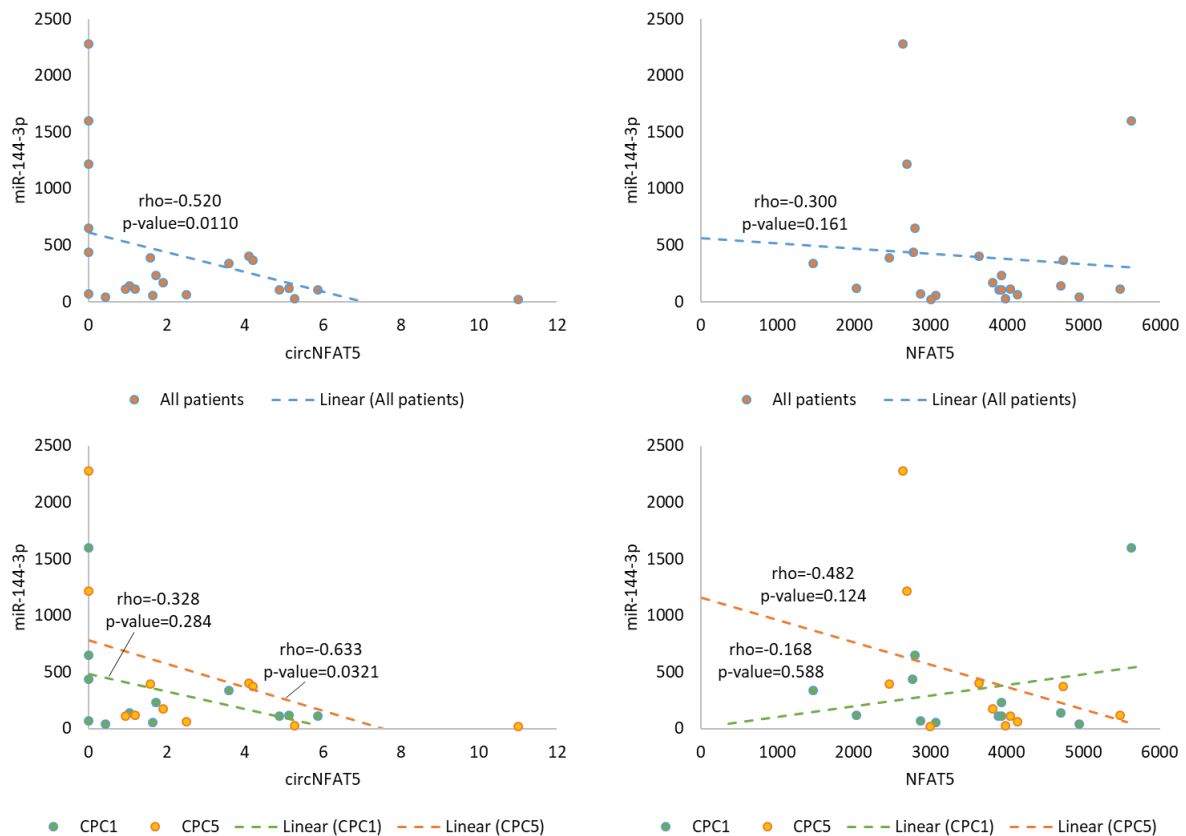 2500
2000
1500
1000
500
0
miR-144-3p
rho=-0.520
p-value=0.0110
0 2 4 6 8 10 12
circNFAT5
All patients Linear (All patients)
2500
2000
1500
1000
500
0
miR-144-3p
rho=-0.300
p-value=0.161
0 1000 2000 3000 4000 5000 6000
NFAT5
All patients Linear (All patients)
2500
2000
1500
1000
500
0
miR-144-3p
rho=-0.328
p-value=0.284
rho=-0.633
p-value=0.0321
0 2 4 6 8 10 12
circNFAT5
CPC1 CPC5 Linear (CPC1) Linear (CPC5)
2500
2000
1500
1000
500
0
miR-144-3p
rho=-0.482
p-value=0.124
rho=-0.168
p-value=0.588
0 1000 2000 3000 4000 5000 6000
NFAT5
CPC1 CPC5 Linear (CPC1) Linear (CPC5)